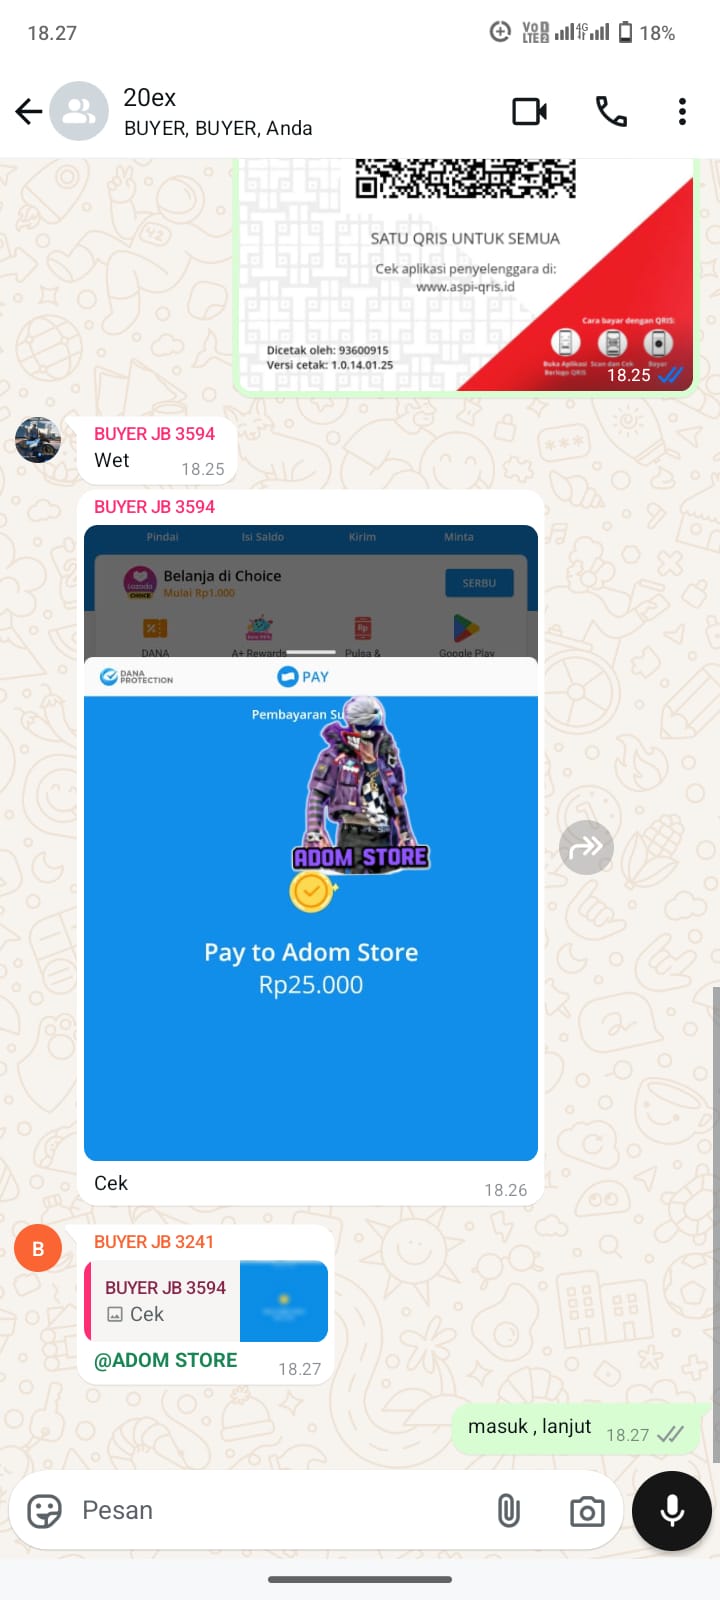 18.27
VoD
LTE2
4G
18%
20ex
BUYER, BUYER, Anda
SATU QRIS UNTUK SEMUA
Cek aplikasi penyelenggara di:
www.aspi-qris.id
Cara bayar dengan QRIS:
Dicetak oleh: 93600915
Versi cetak: 1.0.14.01.25
Buka Aplikasi Scan dan Cek Bayar
Berlogo QRIS
18.25
BUYER JB 3594
Wet
18.25
BUYER JB 3594
Pindai Isi Saldo Kirim Minta
Lazada
CHOICE
Belanja di Choice
Mulai Rp1.000
SERBU
DANA A+ Rewards Pulsa & Google Play
DANA
PROTECTION
PAY
Pembayaran Su
ADOM STORE
Pay to Adom Store
Rp25.000
Cek
18.26
B
BUYER JB 3241
BUYER JB 3594
Cek
@ADOM STORE
18.27
masuk , lanjut
18.27
Pesan